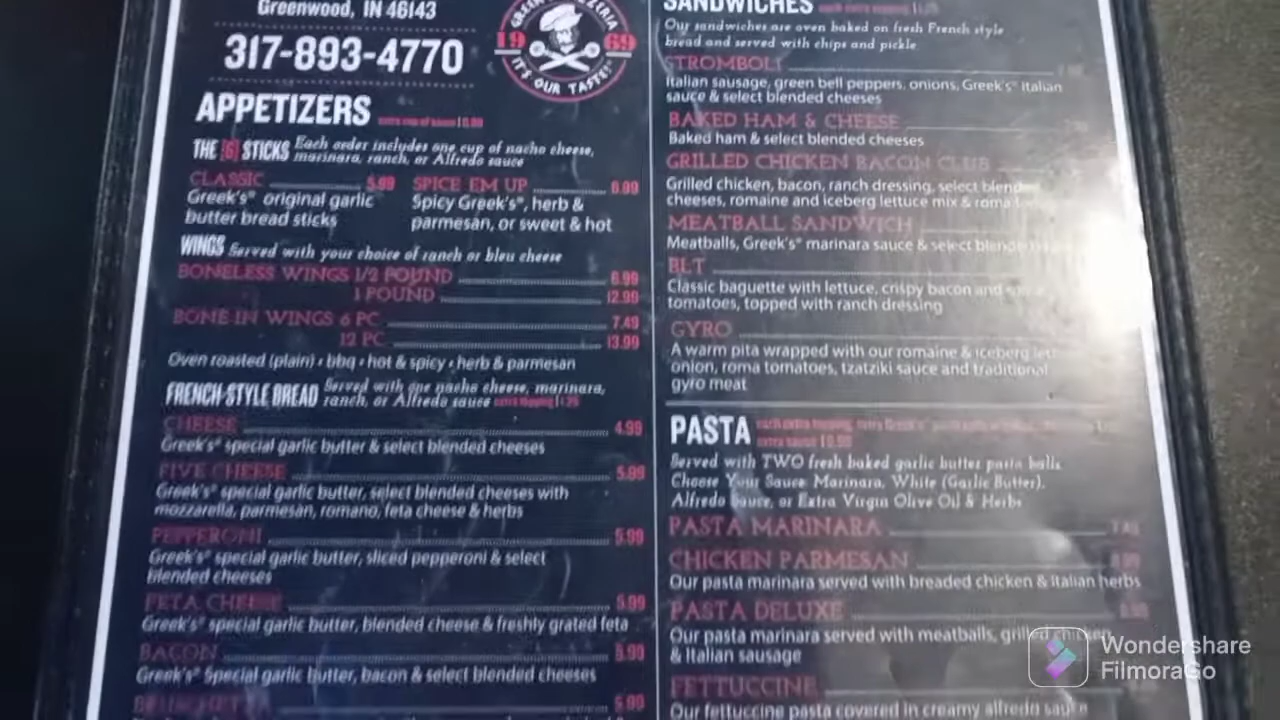 Greenwood, IN 46143
317-893-4770
19 69
IT'S OUR TASTE!
APPETIZERS
THE [6] STICKS Each order includes one cup of nacho cheese,
marinara, ranch, or Alfredo sauce
CLASSIC 5.99
Greek's® original garlic
butter bread sticks
SPICE EM UP 6.99
Spicy Greek's®, herb &
parmesan, or sweet & hot
WINGS Served with your choice of ranch or bleu cheese
BONELESS WINGS 1/2 POUND 6.99
1 POUND 12.99
BONE IN WINGS 6 PC 7.49
12 PC 13.99
Oven roasted (plain) • bbq • hot & spicy • herb & parmesan
FRENCH-STYLE BREAD Served with one nacho cheese, marinara,
ranch, or Alfredo sauce
CHEESE 4.99
Greek's® special garlic butter & select blended cheeses
FIVE CHEESE 5.99
Greek's® special garlic butter, select blended cheeses with
mozzarella, parmesan, romano, feta cheese & herbs
PEPPERONI 5.99
Greek's® special garlic butter, sliced pepperoni & select
blended cheeses
FETA CHEESE 5.99
Greek's® special garlic butter, blended cheese & freshly grated feta
BACON 5.99
Greek's® Special garlic butter, bacon & select blended cheeses
5.99
SANDWICHES
Our sandwiches are oven baked on fresh French style
bread and served with chips and pickle
STROMBOLI
Italian sausage, green bell peppers, onions, Greek's® Italian
sauce & select blended cheeses
BAKED HAM & CHEESE
Baked ham & select blended cheeses
GRILLED CHICKEN BACON CLUB
Grilled chicken, bacon, ranch dressing, select blended
cheeses, romaine and iceberg lettuce mix & roma
MEATBALL SANDWICH
Meatballs, Greek's® marinara sauce & select blended
BLT
Classic baguette with lettuce, crispy bacon and
tomatoes, topped with ranch dressing
GYRO
A warm pita wrapped with our romaine & iceberg
onion, roma tomatoes, tzatziki sauce and traditional
gyro meat
PASTA
Served with TWO fresh baked garlic butter pasta balls
Choose Your Sauce Marinara, White (Garlic Butter),
Alfredo Sauce, or Extra Virgin Olive Oil & Herbs
PASTA MARINARA
CHICKEN PARMESAN
Our pasta marinara served with breaded chicken & Italian herbs
PASTA DELUXE
Our pasta marinara served with meatballs, grilled chicken
& Italian sausage
FETTUCCINE
Our fettuccine pasta covered in creamy alfredo sauce
Wondershare
FilmoraGo